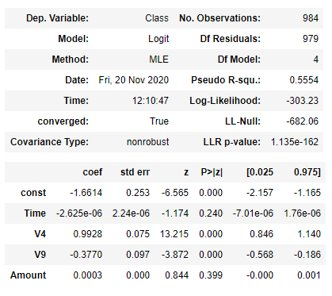 Dep. Variable: Class No. Observations: 984
Model: Logit Df Residuals: 979
Method: MLE Df Model: 4
Date: Fri, 20 Nov 2020 Pseudo R-squ.: 0.5554
Time: 12:10:47 Log-Likelihood: -303.23
converged: True LL-Null: -682.06
Covariance Type: nonrobust LLR p-value: 1.135e-162
coef std err z P>|z| [0.025 0.975]
const -1.6614 0.253 -6.565 0.000 -2.157 -1.165
Time -2.625e-06 2.24e-06 -1.174 0.240 -7.01e-06 1.76e-06
V4 0.9928 0.075 13.215 0.000 0.846 1.140
V9 -0.3770 0.097 -3.872 0.000 -0.568 -0.186
Amount 0.0003 0.000 0.844 0.399 -0.000 0.001